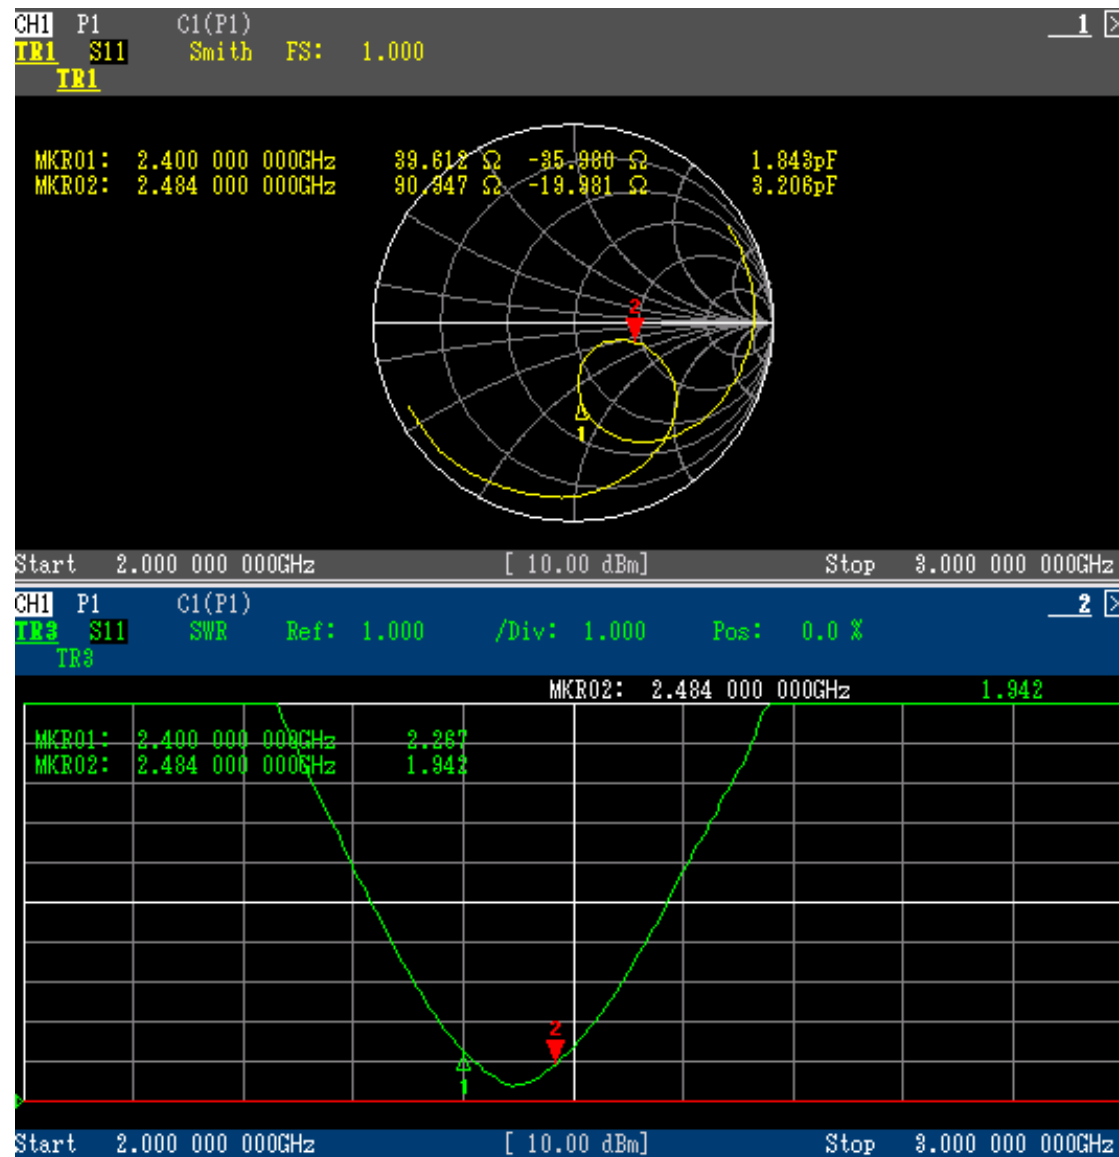 CH1 P1 C1(P1) 1
TR1 S11 Smith FS: 1.000
TR1
MKR01: 2.400 000 000GHz 39.612 Ω -35.980 Ω 1.843pF
MKR02: 2.484 000 000GHz 90.947 Ω -19.981 Ω 3.206pF
2
1
Start 2.000 000 000GHz [ 10.00 dBm] Stop 3.000 000 000GHz
CH1 P1 C1(P1) 2
TR3 S11 SWR Ref: 1.000 /Div: 1.000 Pos: 0.0 %
TR3
MKR02: 2.484 000 000GHz 1.942
MKR01: 2.400 000 000GHz 2.267
MKR02: 2.484 000 000GHz 1.942
2
1
Start 2.000 000 000GHz [ 10.00 dBm] Stop 3.000 000 000GHz